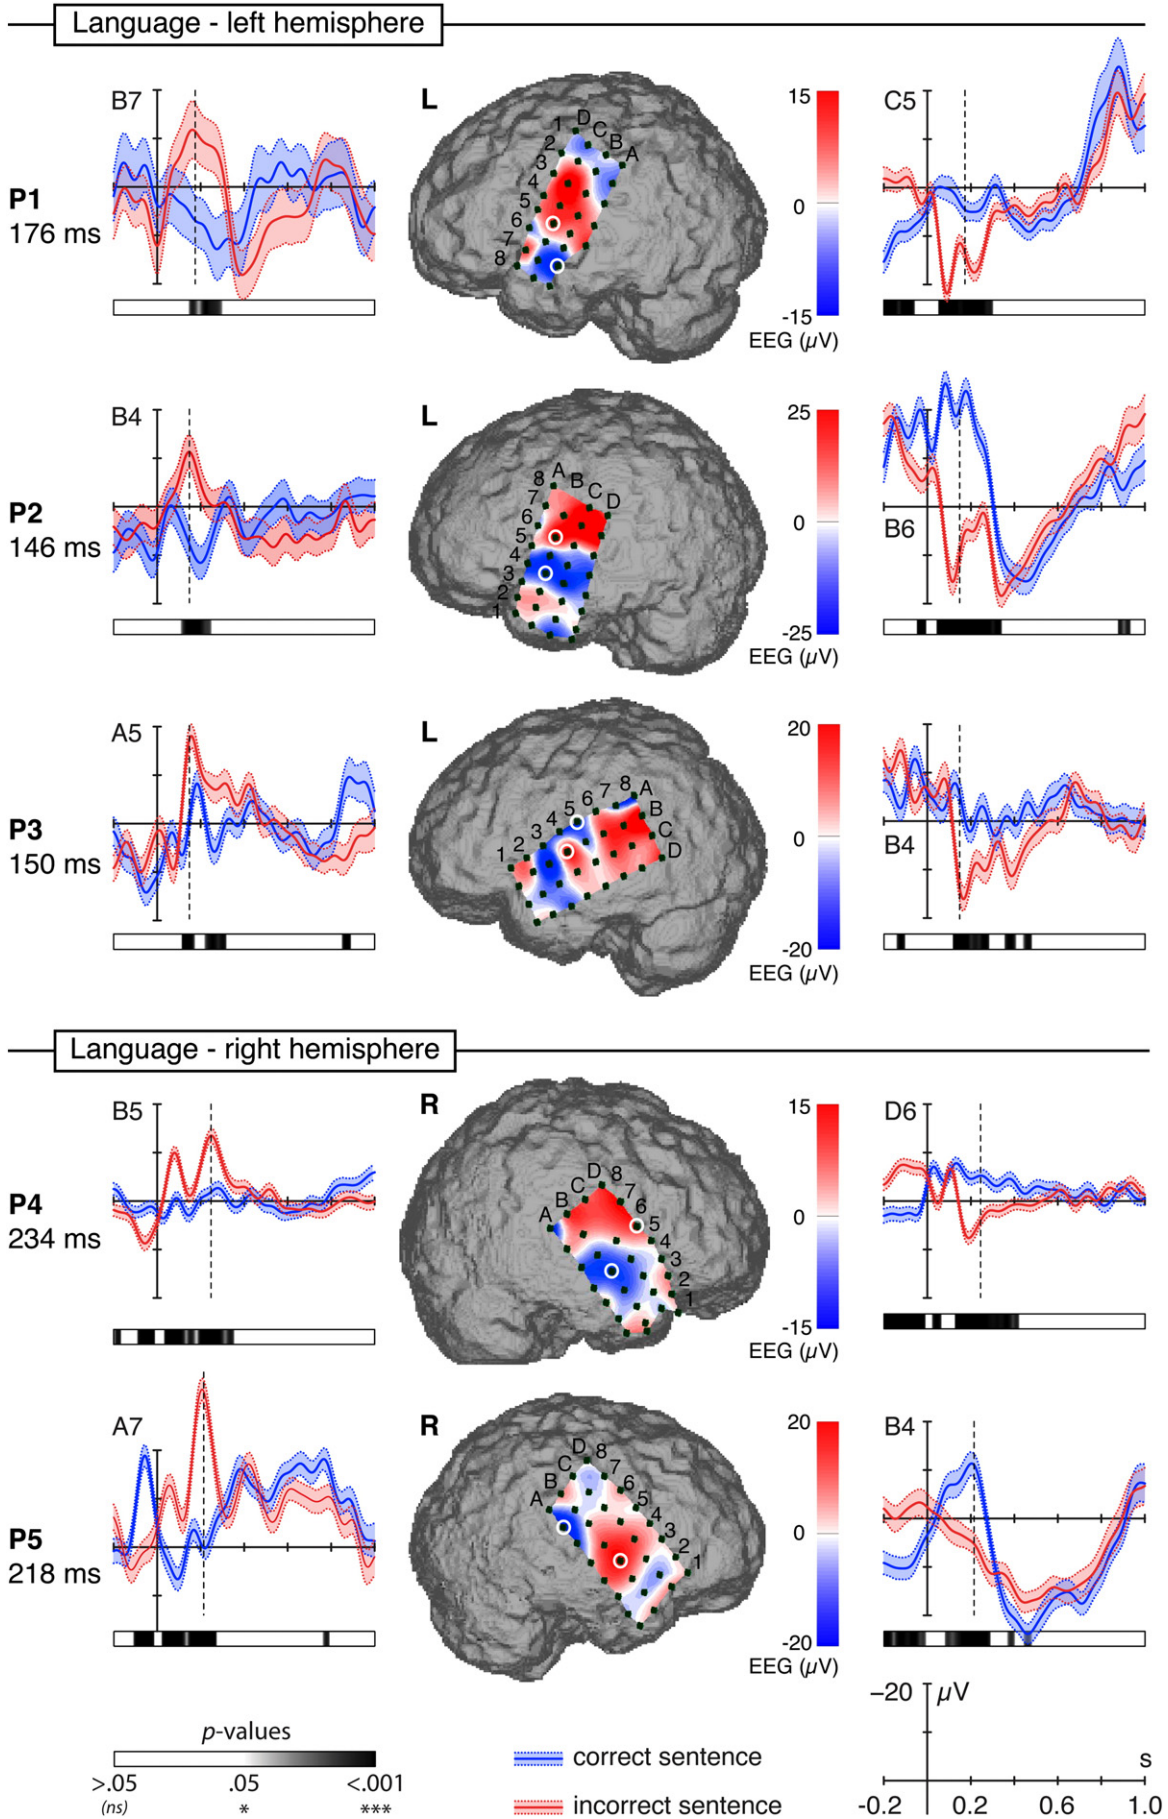 Language - left hemisphere
B7
L
1 D C B A
2
3
4
5
6
7
8
15
0
-15
EEG (µV)
C5
P1
176 ms
B4
L
8 A B C D
7
6
5
4
3
2
1
25
0
-25
EEG (µV)
B6
P2
146 ms
A5
L
1 2 3 4 5 6 7 8 A
B
C
D
20
0
-20
EEG (µV)
B4
P3
150 ms
Language - right hemisphere
B5
R
A B C D 8
7
6
5
4
3
2
1
15
0
-15
EEG (µV)
D6
P4
234 ms
A7
R
A B C D 8
7
6
5
4
3
2
1
20
0
-20
EEG (µV)
B4
P5
218 ms
p-values
>.05 .05 <.001
(ns) * ***
correct sentence
incorrect sentence
−20 µV
s
-0.2 0.2 0.6 1.0